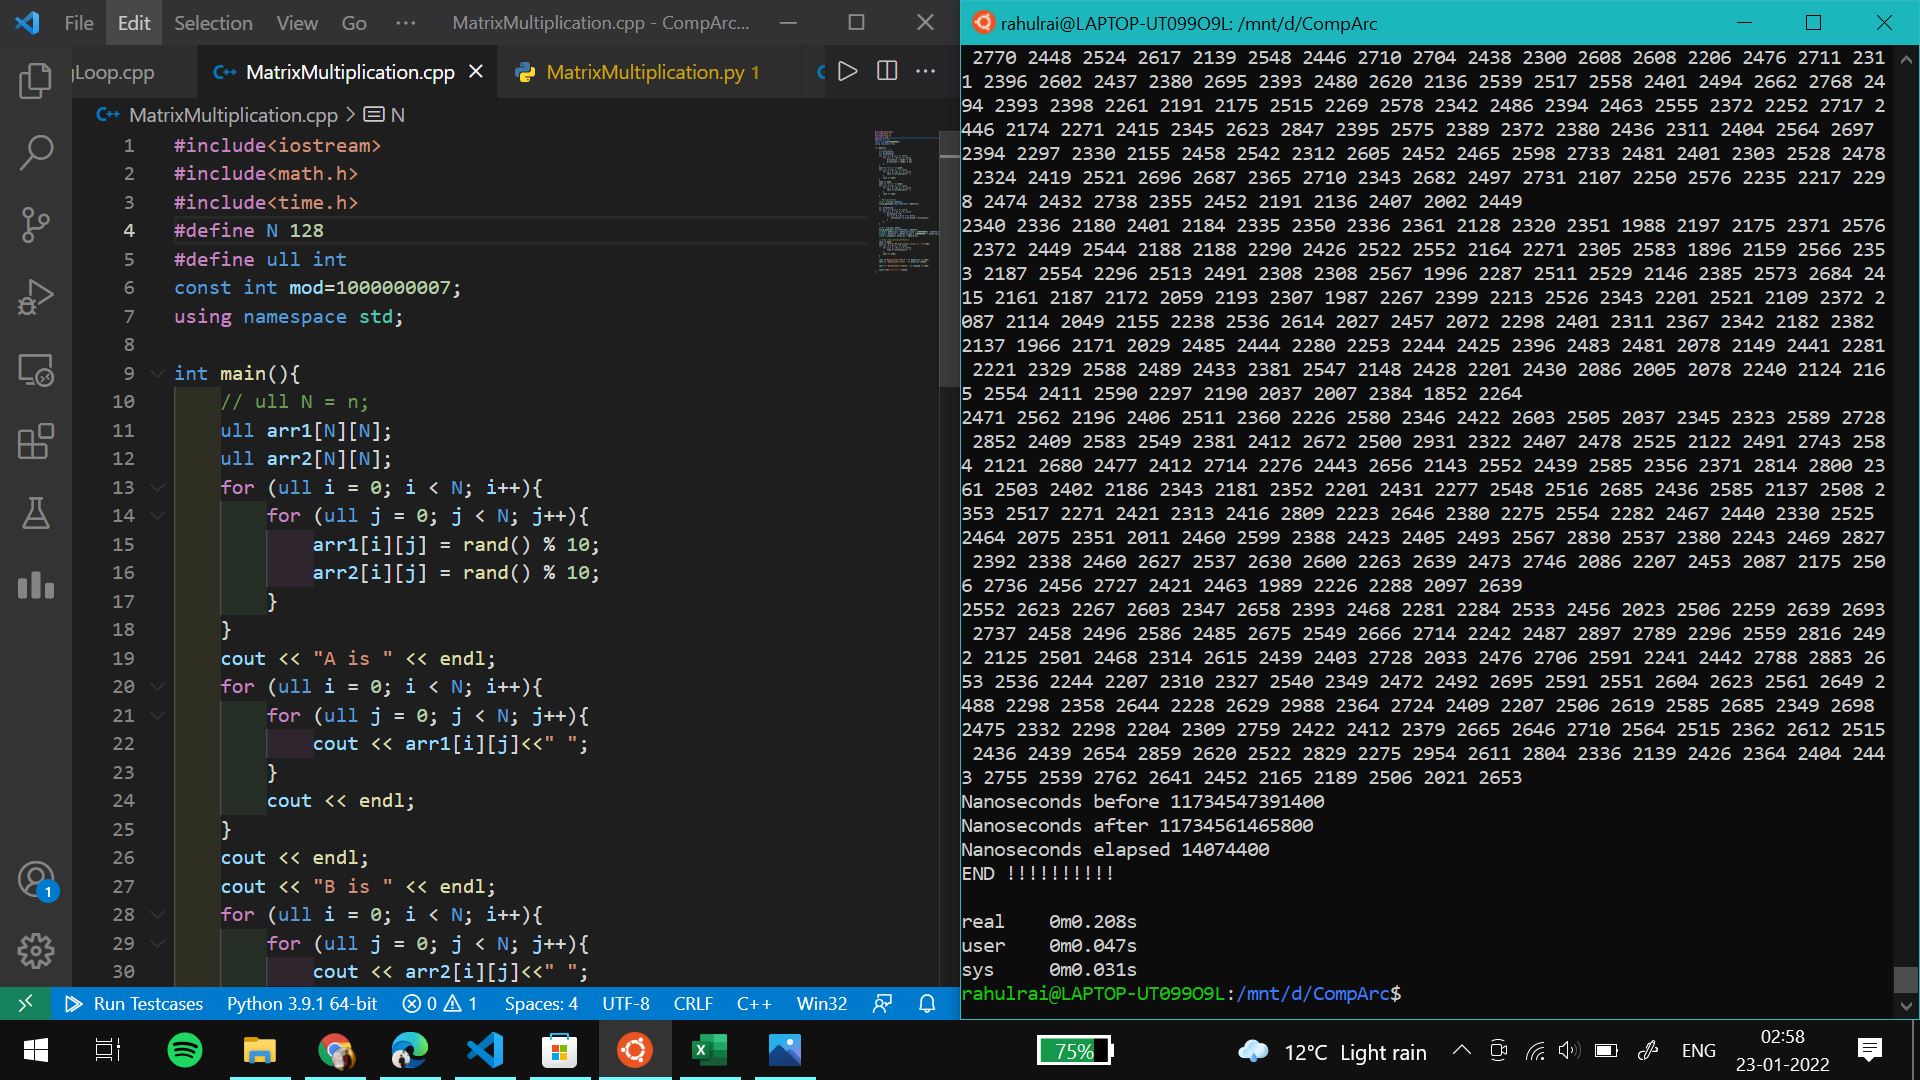 File Edit Selection View Go ··· MatrixMultiplication.cpp - CompArc...
gLoop.cpp C++ MatrixMultiplication.cpp MatrixMultiplication.py 1
C++ MatrixMultiplication.cpp > N
1 #include<iostream>
2 #include<math.h>
3 #include<time.h>
4 #define N 128
5 #define ull int
6 const int mod=1000000007;
7 using namespace std;
8
9 int main(){
10 // ull N = n;
11 ull arr1[N][N];
12 ull arr2[N][N];
13 for (ull i = 0; i < N; i++){
14 for (ull j = 0; j < N; j++){
15 arr1[i][j] = rand() % 10;
16 arr2[i][j] = rand() % 10;
17 }
18 }
19 cout << "A is " << endl;
20 for (ull i = 0; i < N; i++){
21 for (ull j = 0; j < N; j++){
22 cout << arr1[i][j]<<" ";
23 }
24 cout << endl;
25 }
26 cout << endl;
27 cout << "B is " << endl;
28 for (ull i = 0; i < N; i++){
29 for (ull j = 0; j < N; j++){
30 cout << arr2[i][j]<<" ";
1
Run Testcases Python 3.9.1 64-bit 0 1 Spaces: 4 UTF-8 CRLF C++ Win32
rahulrai@LAPTOP-UT099O9L: /mnt/d/CompArc
2770 2448 2524 2617 2139 2548 2446 2710 2704 2438 2300 2608 2608 2206 2476 2711 231
1 2396 2602 2437 2380 2695 2393 2480 2620 2136 2539 2517 2558 2401 2494 2662 2768 24
94 2393 2398 2261 2191 2175 2515 2269 2578 2342 2486 2394 2463 2555 2372 2252 2717 2
446 2174 2271 2415 2345 2623 2847 2395 2575 2389 2372 2380 2436 2311 2404 2564 2697
2394 2297 2330 2155 2458 2542 2312 2605 2452 2465 2598 2733 2481 2401 2303 2528 2478
2324 2419 2521 2696 2687 2365 2710 2343 2682 2497 2731 2107 2250 2576 2235 2217 229
8 2474 2432 2738 2355 2452 2191 2136 2407 2002 2449
2340 2336 2180 2401 2184 2335 2350 2336 2361 2128 2320 2351 1988 2197 2175 2371 2576
2372 2449 2544 2188 2188 2290 2426 2522 2552 2164 2271 2305 2583 1896 2159 2566 235
3 2187 2554 2296 2513 2491 2308 2308 2567 1996 2287 2511 2529 2146 2385 2573 2684 24
15 2161 2187 2172 2059 2193 2307 1987 2267 2399 2213 2526 2343 2201 2521 2109 2372 2
087 2114 2049 2155 2238 2536 2614 2027 2457 2072 2298 2401 2311 2367 2342 2182 2382
2137 1966 2171 2029 2485 2444 2280 2253 2244 2425 2396 2483 2481 2078 2149 2441 2281
2221 2329 2588 2489 2433 2381 2547 2148 2428 2201 2430 2086 2005 2078 2240 2124 216
5 2554 2411 2590 2297 2190 2037 2007 2384 1852 2264
2471 2562 2196 2406 2511 2360 2226 2580 2346 2422 2603 2505 2037 2345 2323 2589 2728
2852 2409 2583 2549 2381 2412 2672 2500 2931 2322 2407 2478 2525 2122 2491 2743 258
4 2121 2680 2477 2412 2714 2276 2443 2656 2143 2552 2439 2585 2356 2371 2814 2800 23
61 2503 2402 2186 2343 2181 2352 2201 2431 2277 2548 2516 2685 2436 2585 2137 2508 2
353 2517 2271 2421 2313 2416 2809 2223 2646 2380 2275 2554 2282 2467 2440 2330 2525
2464 2075 2351 2011 2460 2599 2388 2423 2405 2493 2567 2830 2537 2380 2243 2469 2827
2392 2338 2460 2627 2537 2630 2600 2263 2639 2473 2746 2086 2207 2453 2087 2175 250
6 2736 2456 2727 2421 2463 1989 2226 2288 2097 2639
2552 2623 2267 2603 2347 2658 2393 2468 2281 2284 2533 2456 2023 2506 2259 2639 2693
2737 2458 2496 2586 2485 2675 2549 2666 2714 2242 2487 2897 2789 2296 2559 2816 249
2 2125 2501 2468 2314 2615 2439 2403 2728 2033 2476 2706 2591 2241 2442 2788 2883 26
53 2536 2244 2207 2310 2327 2540 2349 2472 2492 2695 2591 2551 2604 2623 2561 2649 2
488 2298 2358 2644 2228 2629 2988 2364 2724 2409 2207 2506 2619 2585 2685 2349 2698
2475 2332 2298 2204 2309 2759 2422 2412 2379 2665 2646 2710 2564 2515 2362 2612 2515
2436 2439 2654 2859 2620 2522 2829 2275 2954 2611 2804 2336 2139 2426 2364 2404 244
3 2755 2539 2762 2641 2452 2165 2189 2506 2021 2653
Nanoseconds before 11734547391400
Nanoseconds after 11734561465800
Nanoseconds elapsed 14074400
END !!!!!!!!!!
real 0m0.208s
user 0m0.047s
sys 0m0.031s
rahulrai@LAPTOP-UT099O9L:/mnt/d/CompArc$
75% 12°C Light rain ENG 02:58
23-01-2022